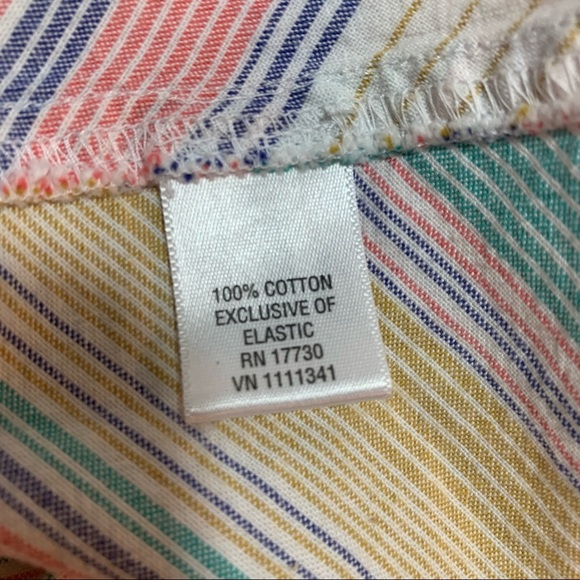 100% COTTON
EXCLUSIVE OF
ELASTIC
RN 17730
VN 1111341